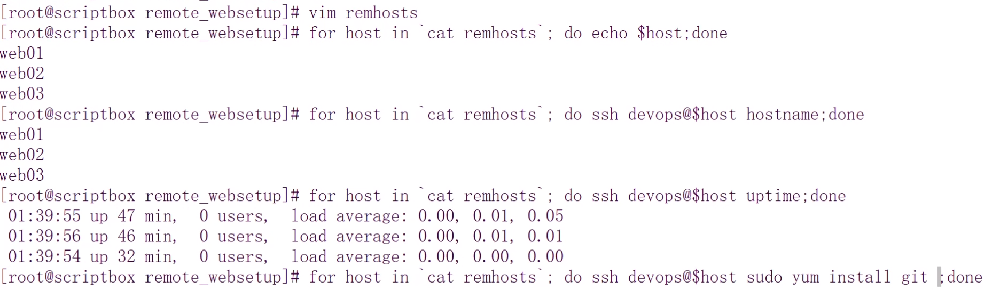 [root@scriptbox remote_websetup]# vim remhosts
[root@scriptbox remote_websetup]# for host in `cat remhosts`; do echo $host;done
web01
web02
web03
[root@scriptbox remote_websetup]# for host in `cat remhosts`; do ssh devops@$host hostname;done
web01
web02
web03
[root@scriptbox remote_websetup]# for host in `cat remhosts`; do ssh devops@$host uptime;done
 01:39:55 up 47 min,  0 users,  load average: 0.00, 0.01, 0.05
 01:39:56 up 46 min,  0 users,  load average: 0.00, 0.01, 0.01
 01:39:54 up 32 min,  0 users,  load average: 0.00, 0.00, 0.00
[root@scriptbox remote_websetup]# for host in `cat remhosts`; do ssh devops@$host sudo yum install git ;done